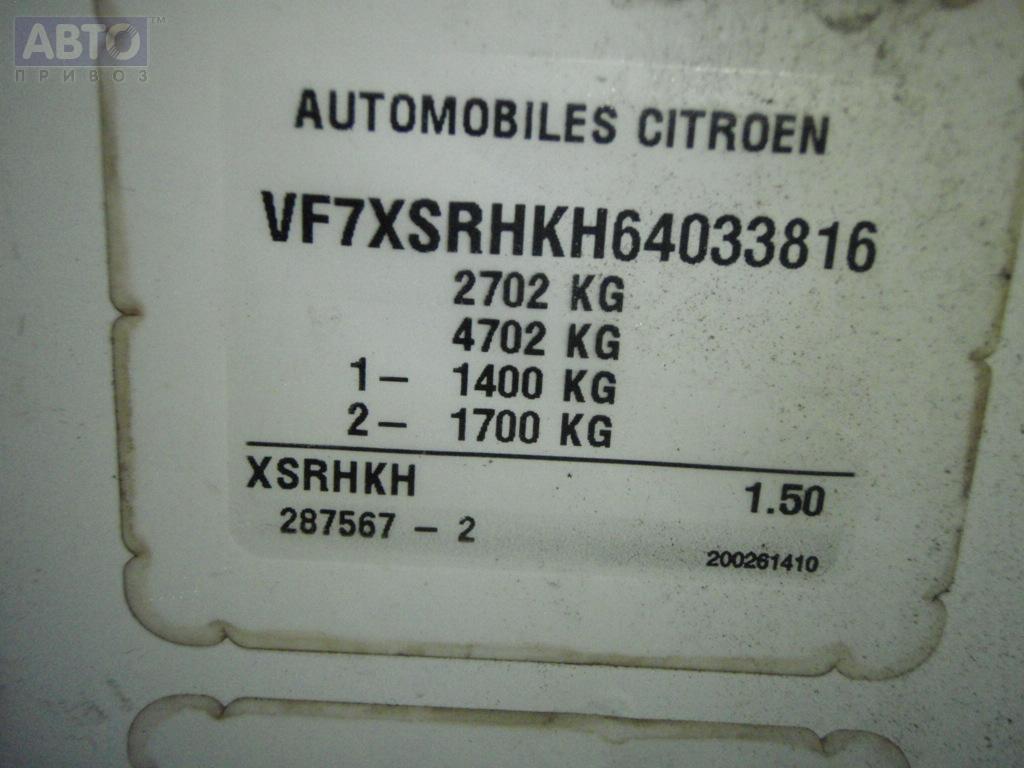 АВТО™
ПРИВОЗ
AUTOMOBILES CITROEN
VF7XSRHKH64033816
2702 KG
4702 KG
1- 1400 KG
2- 1700 KG
XSRHKH 1.50
287567 - 2
200261410